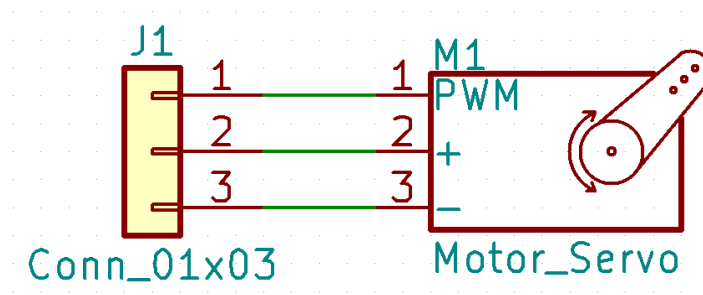 J1
M1
1 1 PWM
2 2 +
3 3 -
Conn_01x03
Motor_Servo